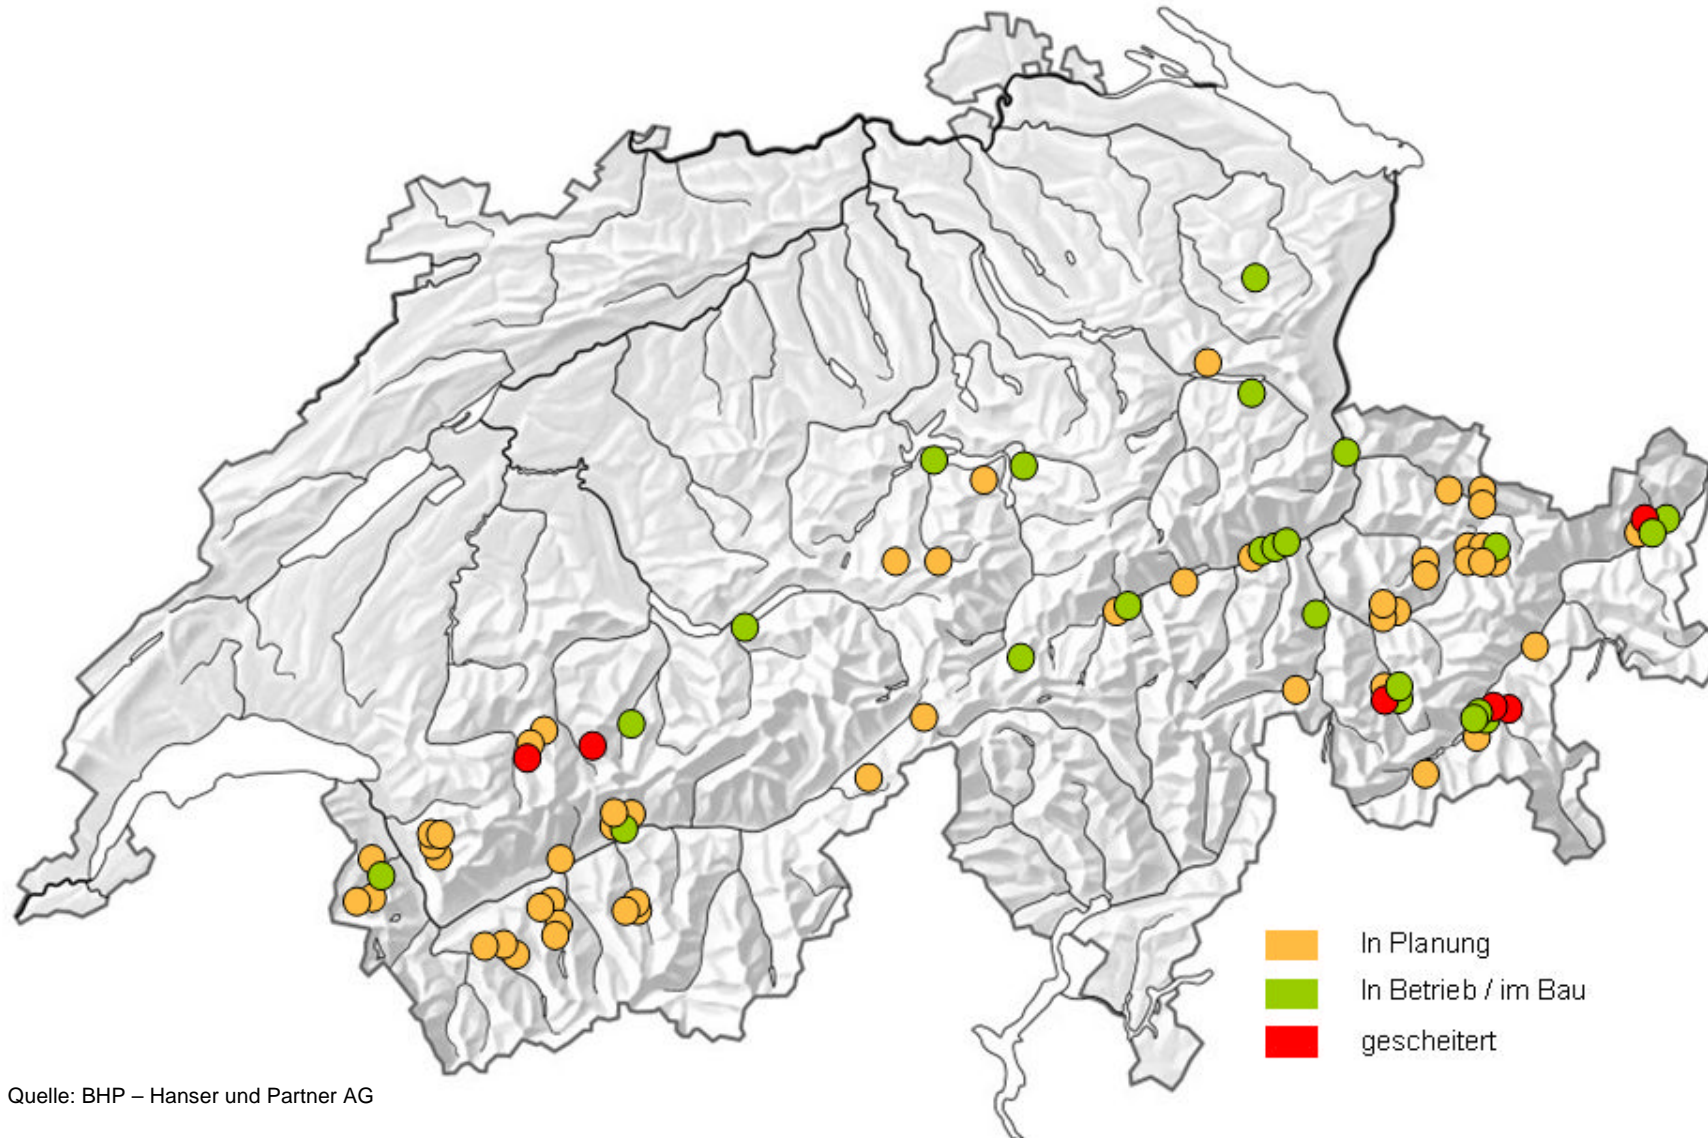 In Planung
In Betrieb / im Bau
gescheitert
Quelle: BHP – Hanser und Partner AG